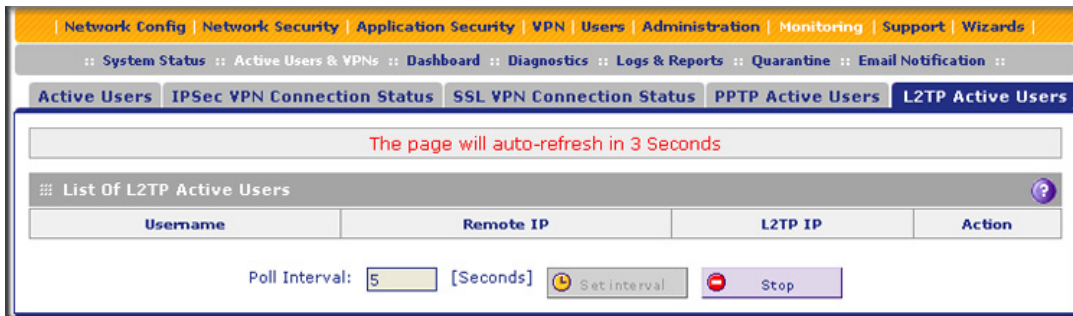 | Network Config | Network Security | Application Security | VPN | Users | Administration | Monitoring | Support | Wizards |
:: System Status :: Active Users & VPNs :: Dashboard :: Diagnostics :: Logs & Reports :: Quarantine :: Email Notification ::
Active Users IPSec VPN Connection Status SSL VPN Connection Status PPTP Active Users L2TP Active Users
The page will auto-refresh in 3 Seconds
List Of L2TP Active Users ?
Username Remote IP L2TP IP Action
Poll Interval: 5 [Seconds] Set interval Stop